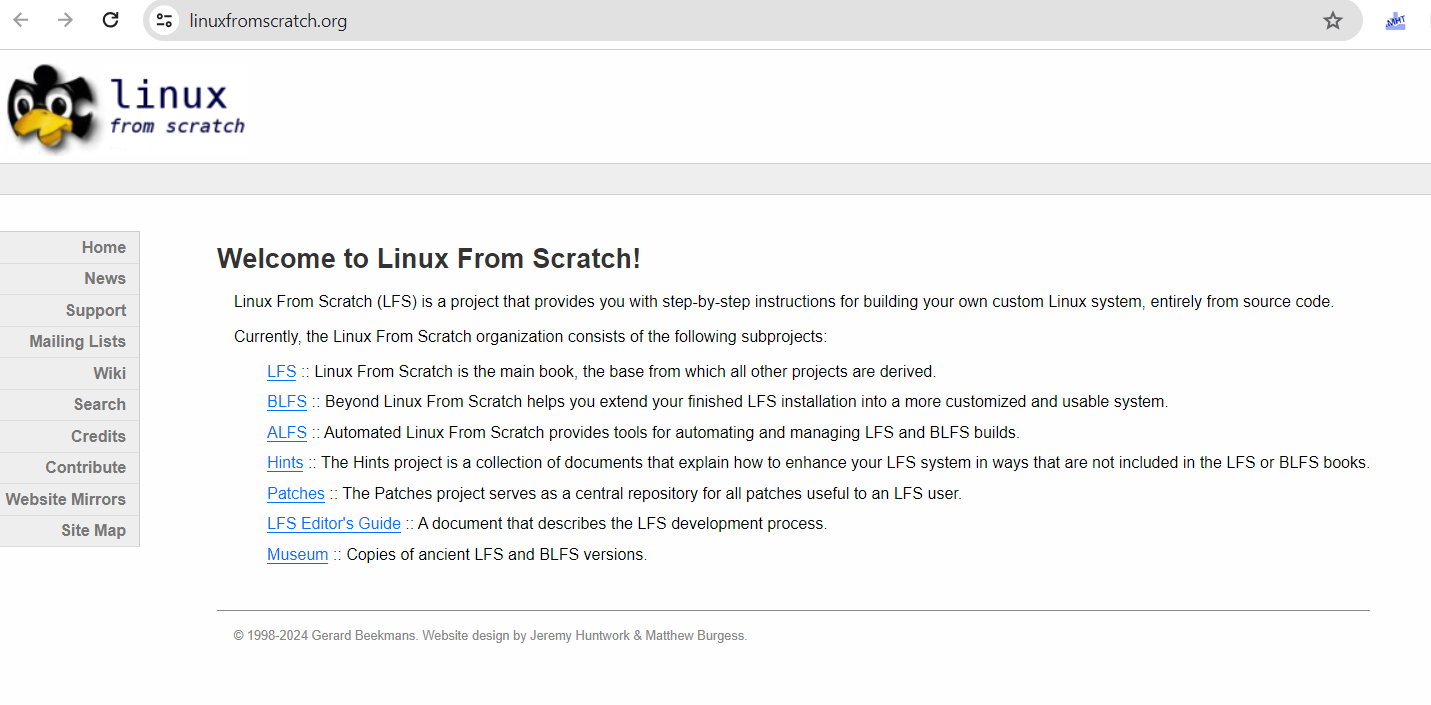 linuxfromscratch.org
MHT
linux
from scratch
Home
News
Support
Mailing Lists
Wiki
Search
Credits
Contribute
Website Mirrors
Site Map
Welcome to Linux From Scratch!
Linux From Scratch (LFS) is a project that provides you with step-by-step instructions for building your own custom Linux system, entirely from source code.
Currently, the Linux From Scratch organization consists of the following subprojects:
LFS :: Linux From Scratch is the main book, the base from which all other projects are derived.
BLFS :: Beyond Linux From Scratch helps you extend your finished LFS installation into a more customized and usable system.
ALFS :: Automated Linux From Scratch provides tools for automating and managing LFS and BLFS builds.
Hints :: The Hints project is a collection of documents that explain how to enhance your LFS system in ways that are not included in the LFS or BLFS books.
Patches :: The Patches project serves as a central repository for all patches useful to an LFS user.
LFS Editor's Guide :: A document that describes the LFS development process.
Museum :: Copies of ancient LFS and BLFS versions.
© 1998-2024 Gerard Beekmans. Website design by Jeremy Huntwork & Matthew Burgess.